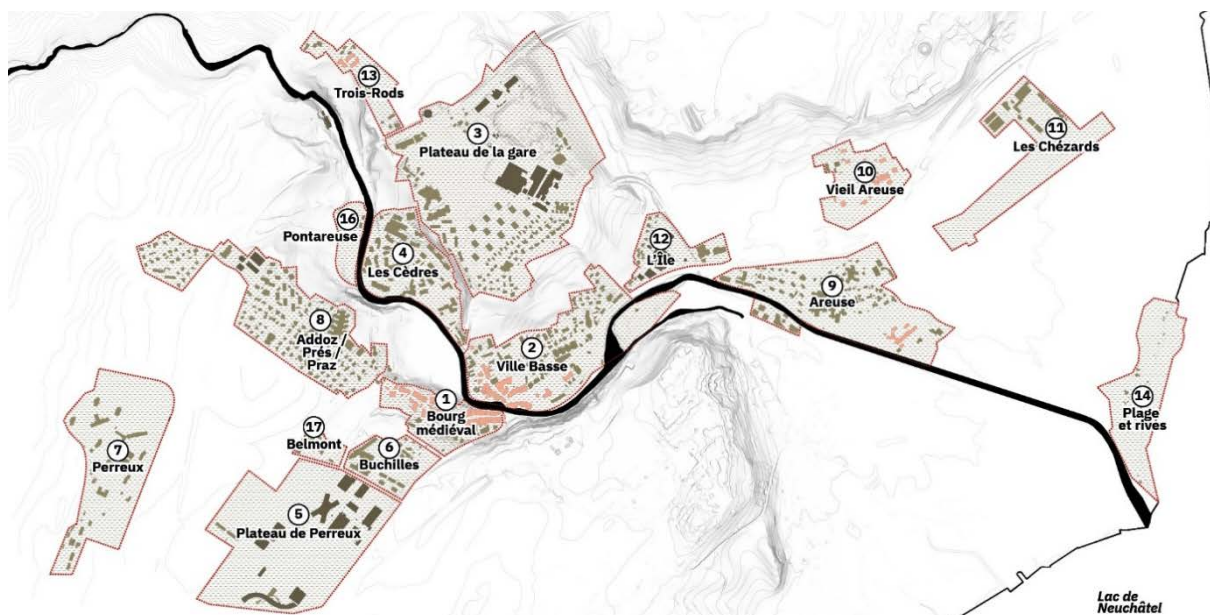 13
Trois-Rods
3
Plateau de la gare
11
Les Chézards
10
Vieil Areuse
16
Pontareuse
4
Les Cèdres
12
L'Île
9
Areuse
8
Addoz /
Prés /
Praz
2
Ville Basse
1
Bourg
médiéval
14
Plage
et rives
17
Belmont
6
Buchilles
7
Perreux
5
Plateau de Perreux
Lac de
Neuchâtel